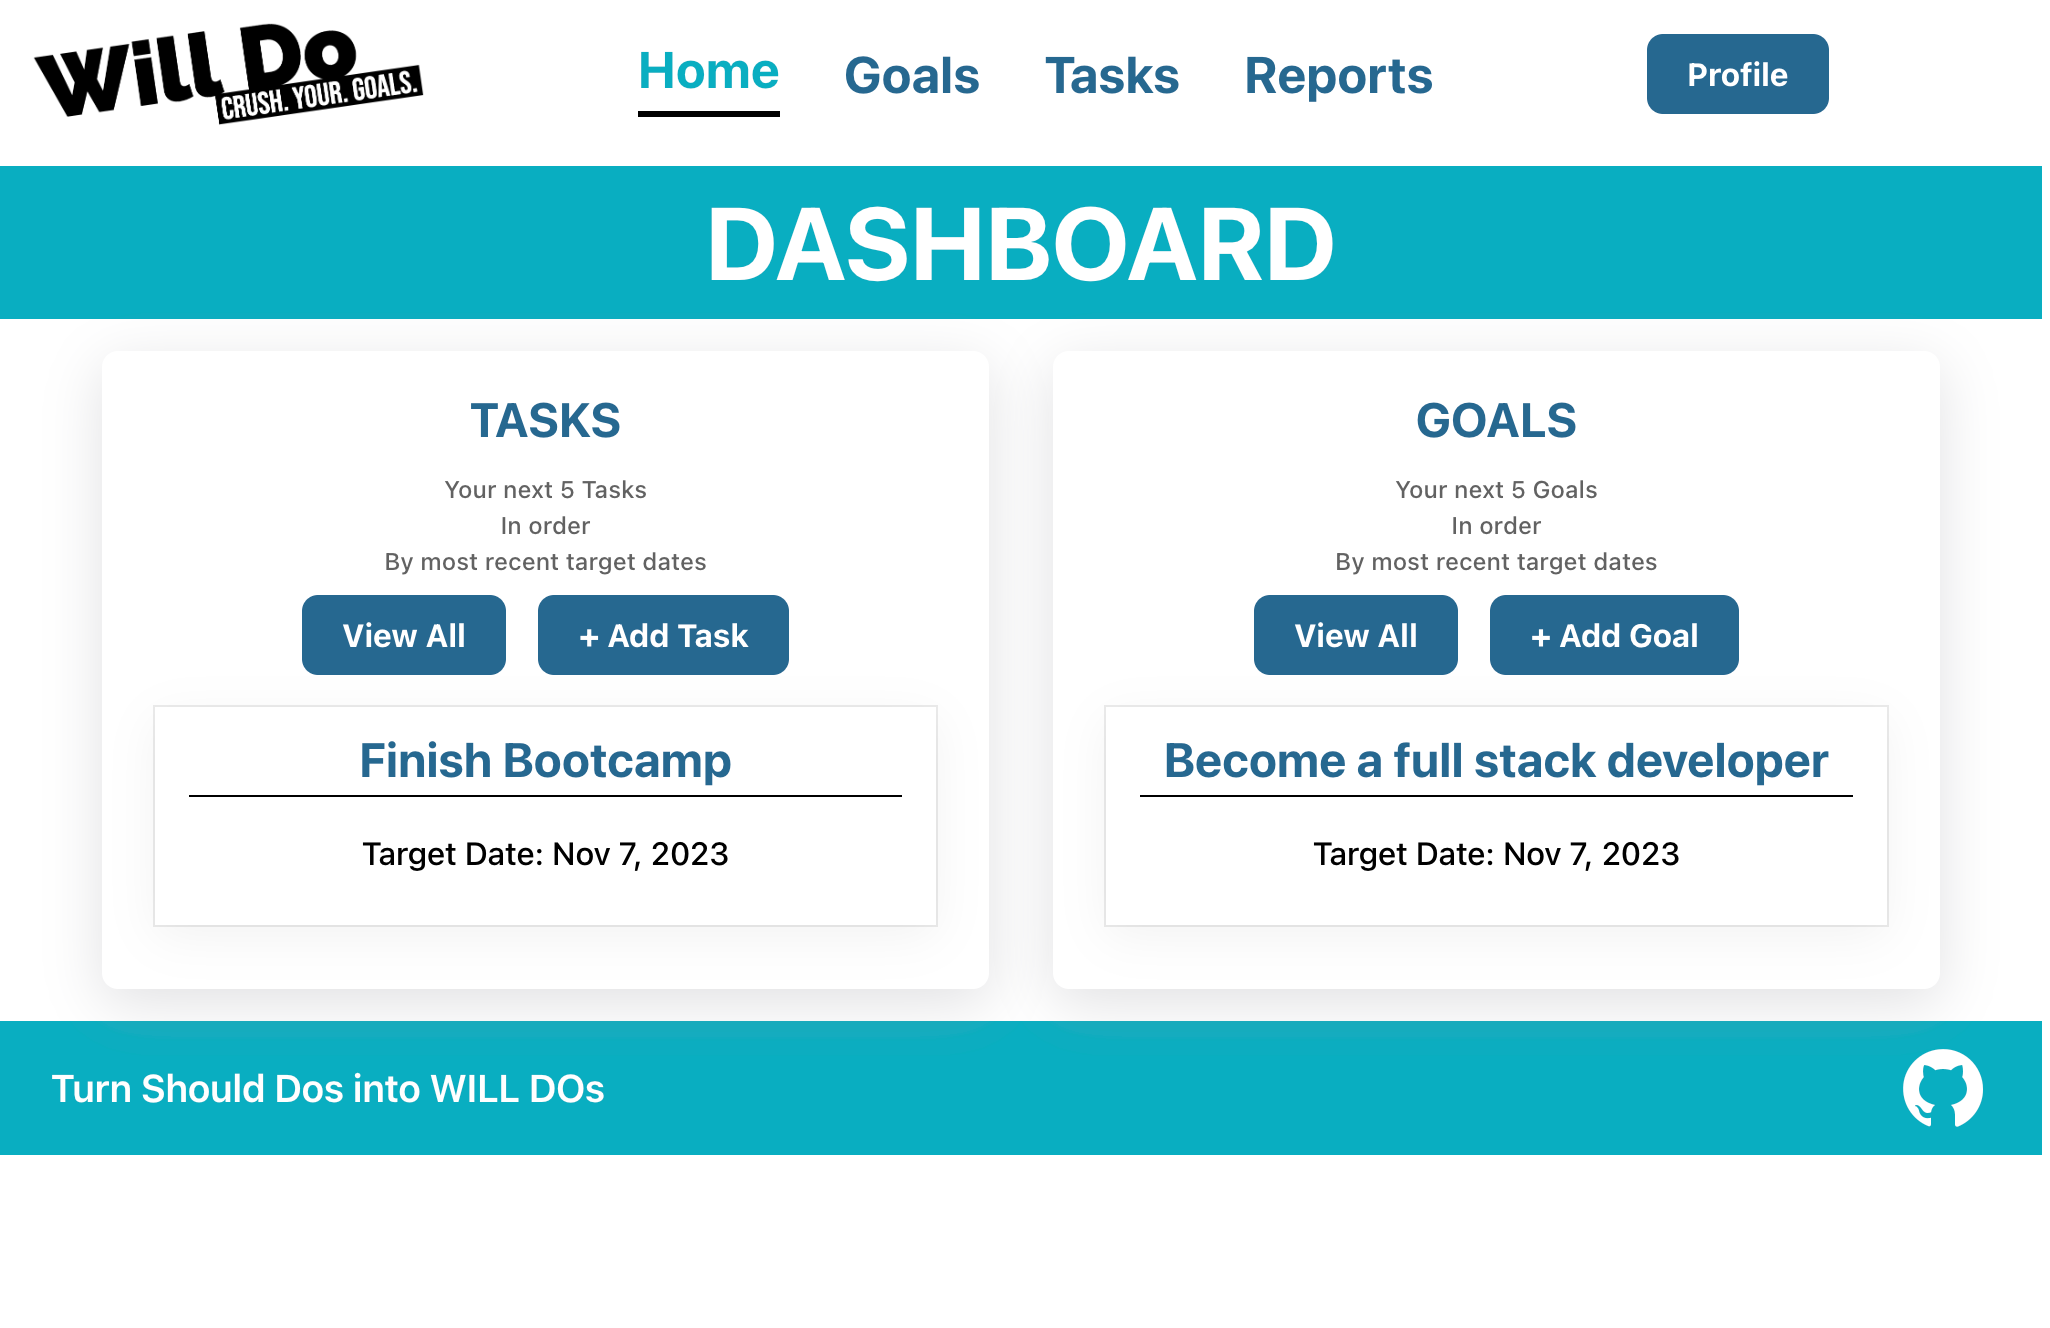 Will Do
CRUSH. YOUR. GOALS.
Home Goals Tasks Reports Profile
DASHBOARD
TASKS
Your next 5 Tasks
In order
By most recent target dates
View All + Add Task
Finish Bootcamp
Target Date: Nov 7, 2023
GOALS
Your next 5 Goals
In order
By most recent target dates
View All + Add Goal
Become a full stack developer
Target Date: Nov 7, 2023
Turn Should Dos into WILL DOs